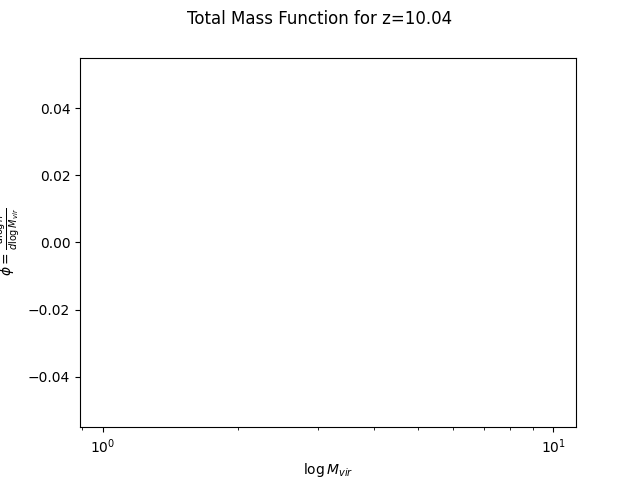 Total Mass Function for z=10.04
0.04
0.02
0.00
−0.02
−0.04
10⁰
10¹
log M_vir
ϕ = / d log M_vir